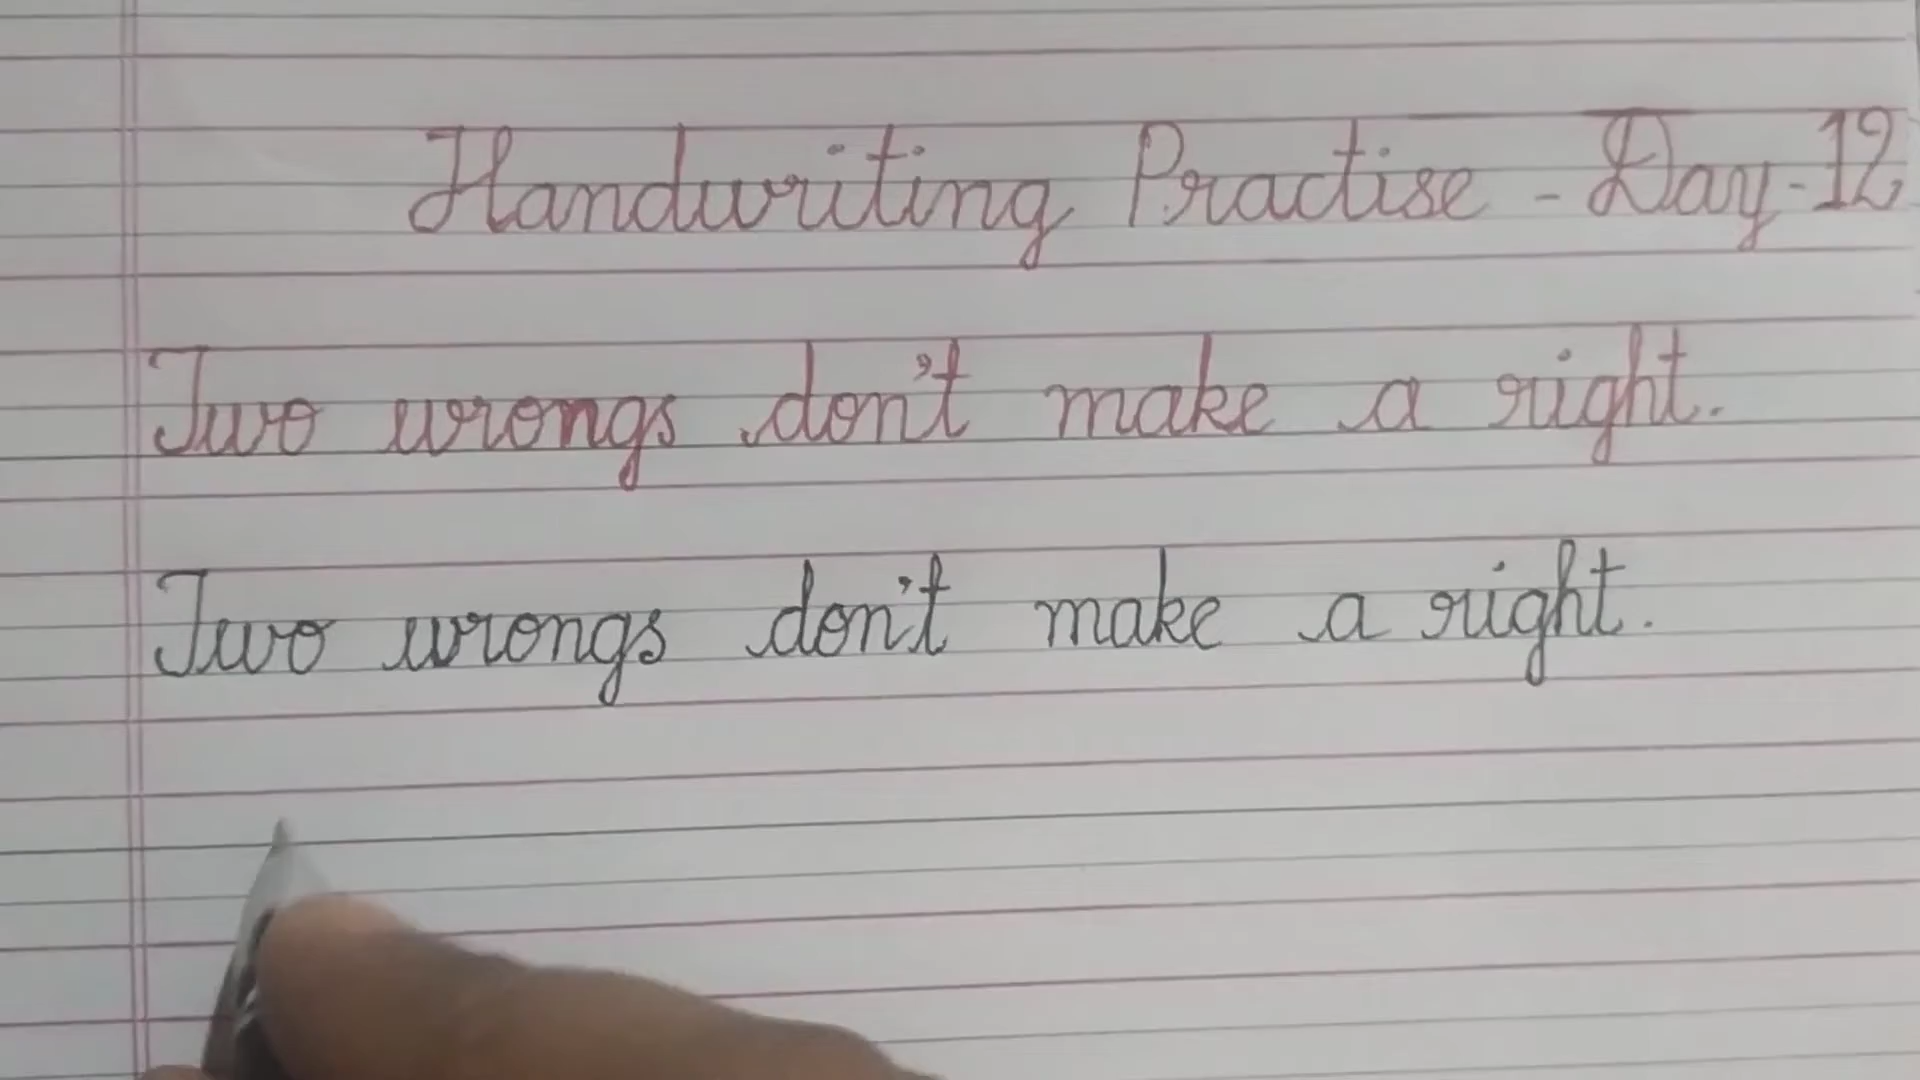 Handwriting Practise - Day-12
Two wrongs don't make a right.
Two wrongs don't make a right.